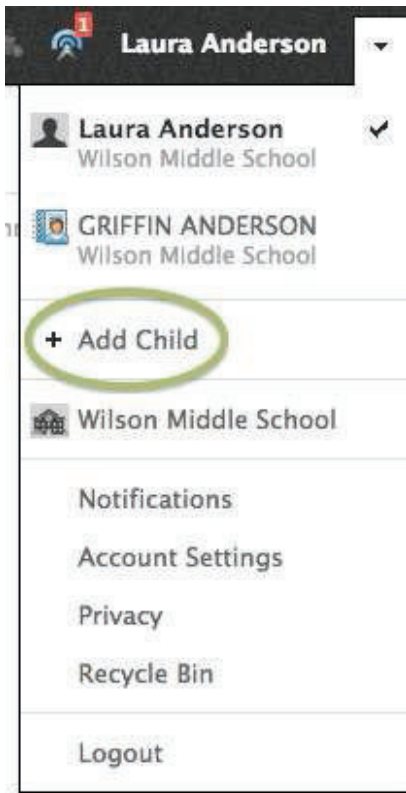 1
Laura Anderson
Laura Anderson
Wilson Middle School
GRIFFIN ANDERSON
Wilson Middle School
+ Add Child
Wilson Middle School
Notifications
Account Settings
Privacy
Recycle Bin
Logout